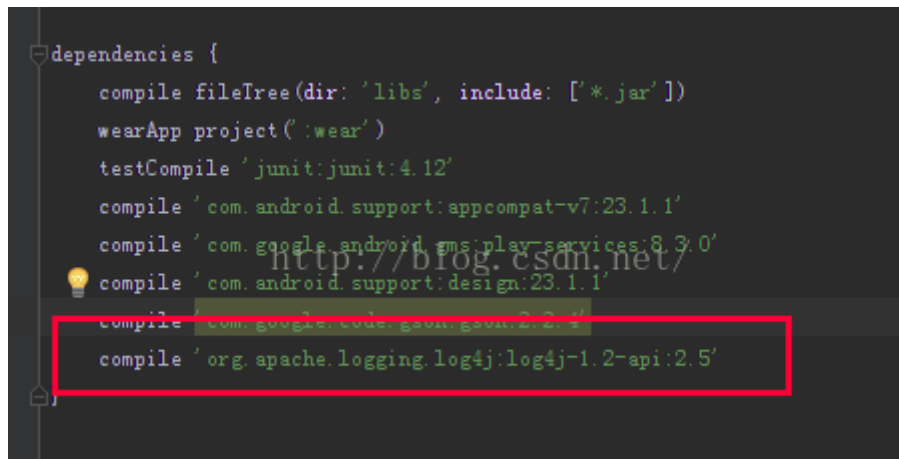 dependencies {
compile fileTree(dir: 'libs', include: ['*.jar'])
wearApp project(':wear')
testCompile 'junit:junit:4.12'
compile 'com.android.support:appcompat-v7:23.1.1'
compile 'com.google.android.gms:play-services:8.3.0'
http://blog.csdn.net/
compile 'com.android.support:design:23.1.1'
compile 'com.google.code.gson:gson:2.2.4'
compile 'org.apache.logging.log4j:log4j-1.2-api:2.5'
}